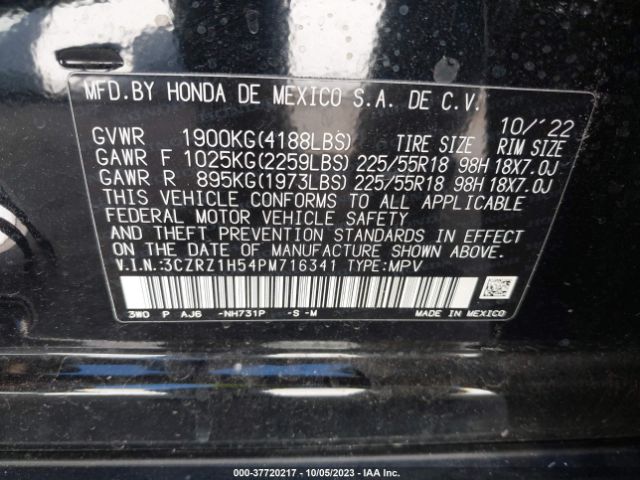 MFD. BY HONDA DE MEXICO S.A. DE C.V.
10/'22
GVWR 1900KG(4188LBS) TIRE SIZE RIM SIZE
GAWR F 1025KG(2259LBS) 225/55R18 98H 18X7.0J
GAWR R 895KG(1973LBS) 225/55R18 98H 18X7.0J
THIS VEHICLE CONFORMS TO ALL APPLICABLE
FEDERAL MOTOR VEHICLE SAFETY
AND THEFT PREVENTION STANDARDS IN EFFECT
ON THE DATE OF MANUFACTURE SHOWN ABOVE.
V.I.N.:3CZRZ1H54PM716341 TYPE:MPV
3W0 P AJ6 -NH731P -S -M MADE IN MEXICO
000-37720217 - 10/05/2023 - IAA Inc.